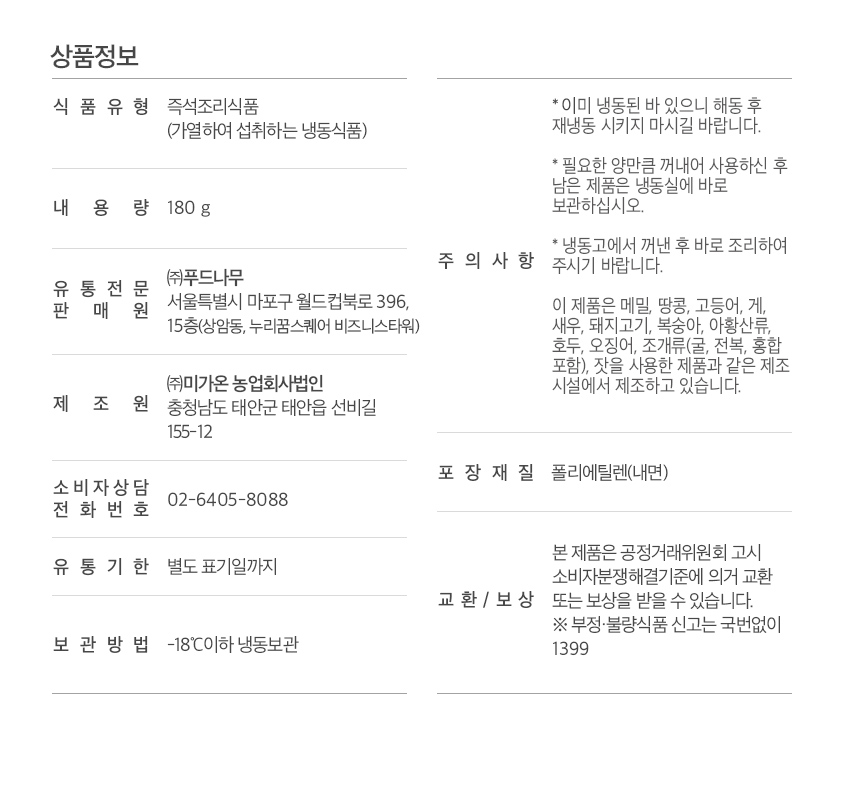 상품정보
식품유형 즉석조리식품
(가열하여 섭취하는 냉동식품)
내용량 180 g
유통전문
판매원
㈜푸드나무
서울특별시 마포구 월드컵북로 396,
15층(상암동, 누리꿈스퀘어 비즈니스타워)
제조원
㈜미가온 농업회사법인
충청남도 태안군 태안읍 선비길
155-12
소비자상담
전화번호
02-6405-8088
유통기한 별도 표기일까지
보관방법 -18℃이하 냉동보관
주의사항
* 이미 냉동된 바 있으니 해동 후
재냉동 시키지 마시길 바랍니다.
* 필요한 양만큼 꺼내어 사용하신 후
남은 제품은 냉동실에 바로
보관하십시오.
* 냉동고에서 꺼낸 후 바로 조리하여
주시기 바랍니다.
이 제품은 메밀, 땅콩, 고등어, 게,
새우, 돼지고기, 복숭아, 아황산류,
호두, 오징어, 조개류(굴, 전복, 홍합
포함), 잣을 사용한 제품과 같은 제조
시설에서 제조하고 있습니다.
포장재질 폴리에틸렌(내면)
교환/보상
본 제품은 공정거래위원회 고시
소비자분쟁해결기준에 의거 교환
또는 보상을 받을 수 있습니다.
※ 부정·불량식품 신고는 국번없이
1399